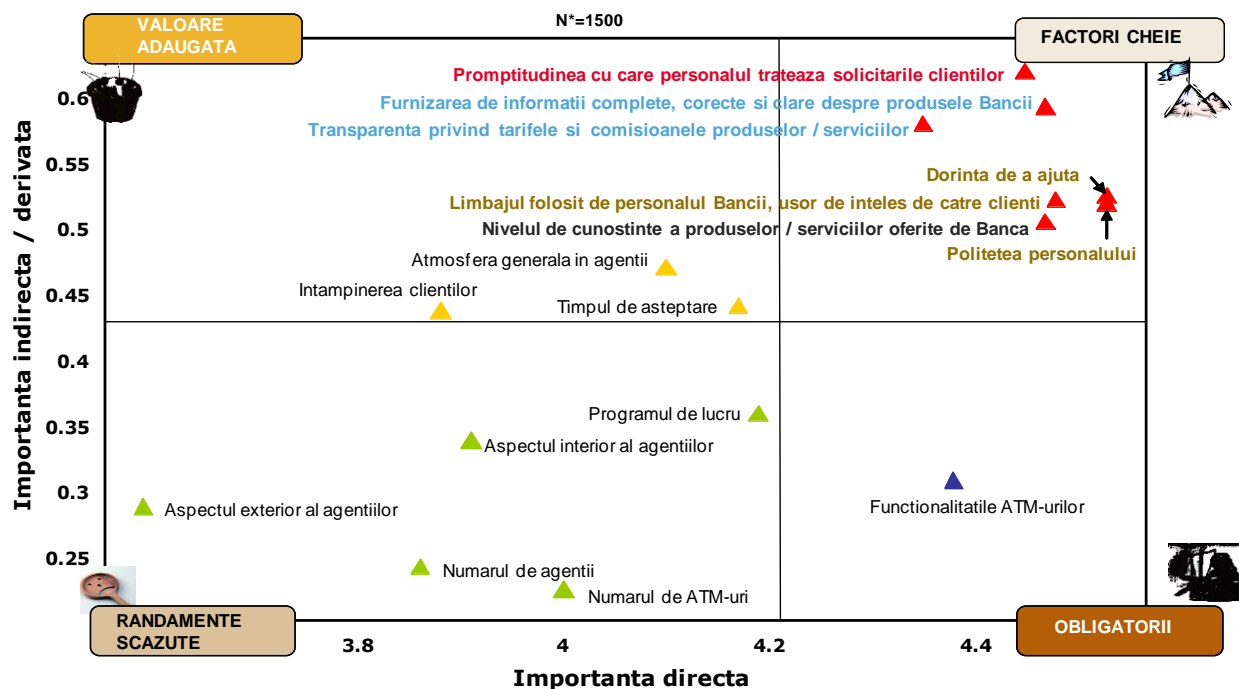 N*=1500
VALOARE
ADAUGATA
FACTORI CHEIE
Promptitudinea cu care personalul trateaza solicitarile clientilor
0.6
Furnizarea de informatii complete, corecte si clare despre produsele Bancii
Transparenta privind tarifele si comisioanele produselor / serviciilor
0.55
Dorinta de a ajuta
Limbajul folosit de personalul Bancii, usor de inteles de catre clienti
0.5
Nivelul de cunostinte a produselor / serviciilor oferite de Banca
Politetea personalului
Atmosfera generala in agentii
0.45
Intampinerea clientilor
Timpul de asteptare
0.4
Importanta indirecta / derivata
Programul de lucru
0.35
Aspectul interior al agentiilor
0.3
Functionalitatile ATM-urilor
Aspectul exterior al agentiilor
0.25
Numarul de agentii
Numarul de ATM-uri
RANDAMENTE
SCAZUTE
OBLIGATORII
3.8 4 4.2 4.4
Importanta directa